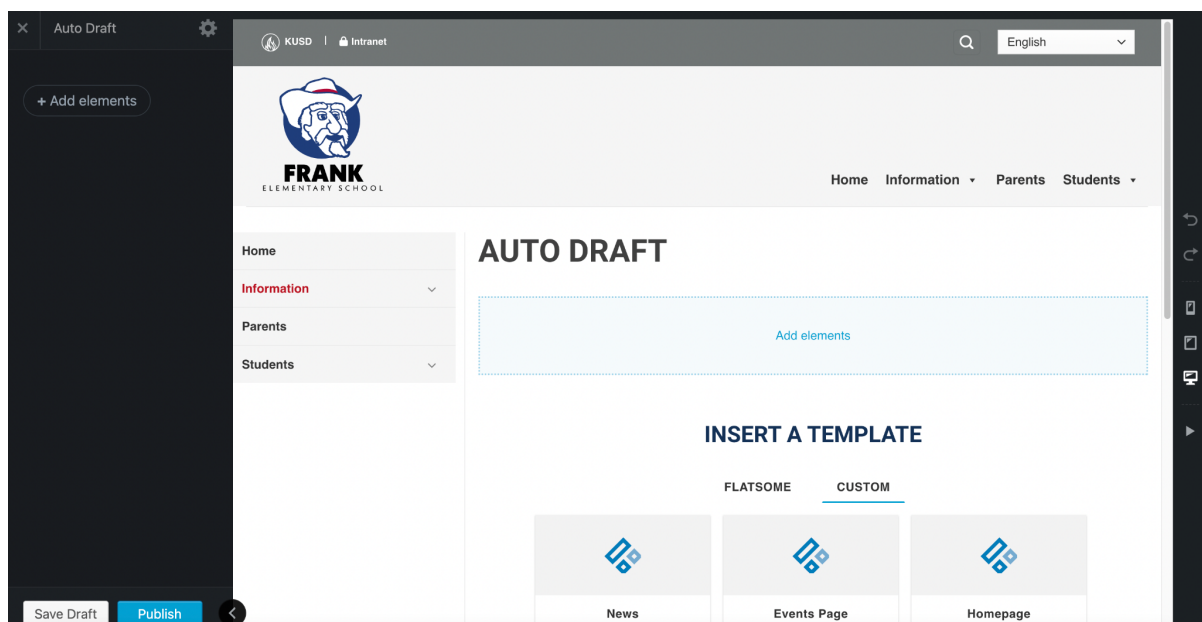 Auto Draft
+ Add elements
Save Draft
Publish
KUSD
Intranet
English
FRANK
ELEMENTARY SCHOOL
Home
Information
Parents
Students
Home
Information
Parents
Students
AUTO DRAFT
Add elements
INSERT A TEMPLATE
FLATSOME
CUSTOM
News
Events Page
Homepage